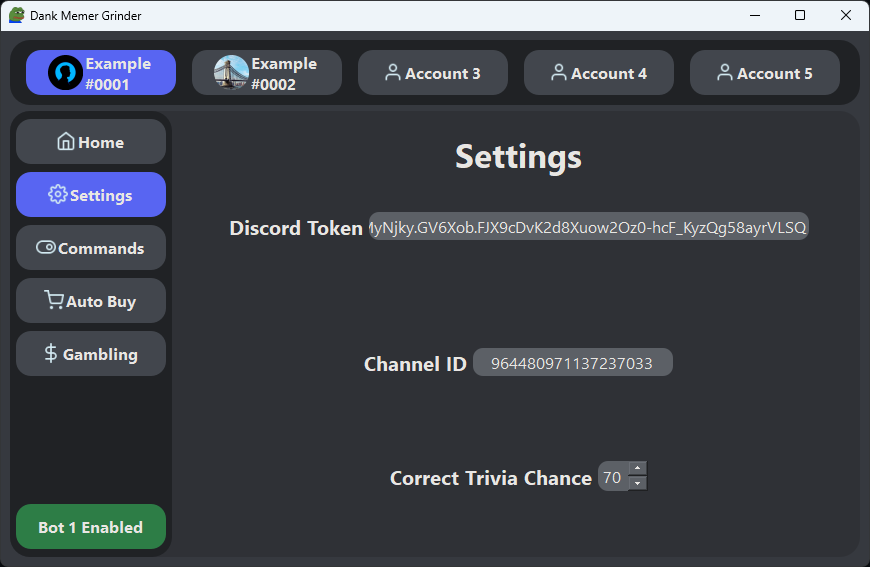 Dank Memer Grinder
Example
#0001
Example
#0002
Account 3
Account 4
Account 5
Home
Settings
Commands
Auto Buy
Gambling
Bot 1 Enabled
Settings
Discord Token MyNjky.GV6Xob.FJX9cDvK2d8Xuow2Oz0-hcF_KyzQg58ayrVLSQ
Channel ID 964480971137237033
Correct Trivia Chance 70